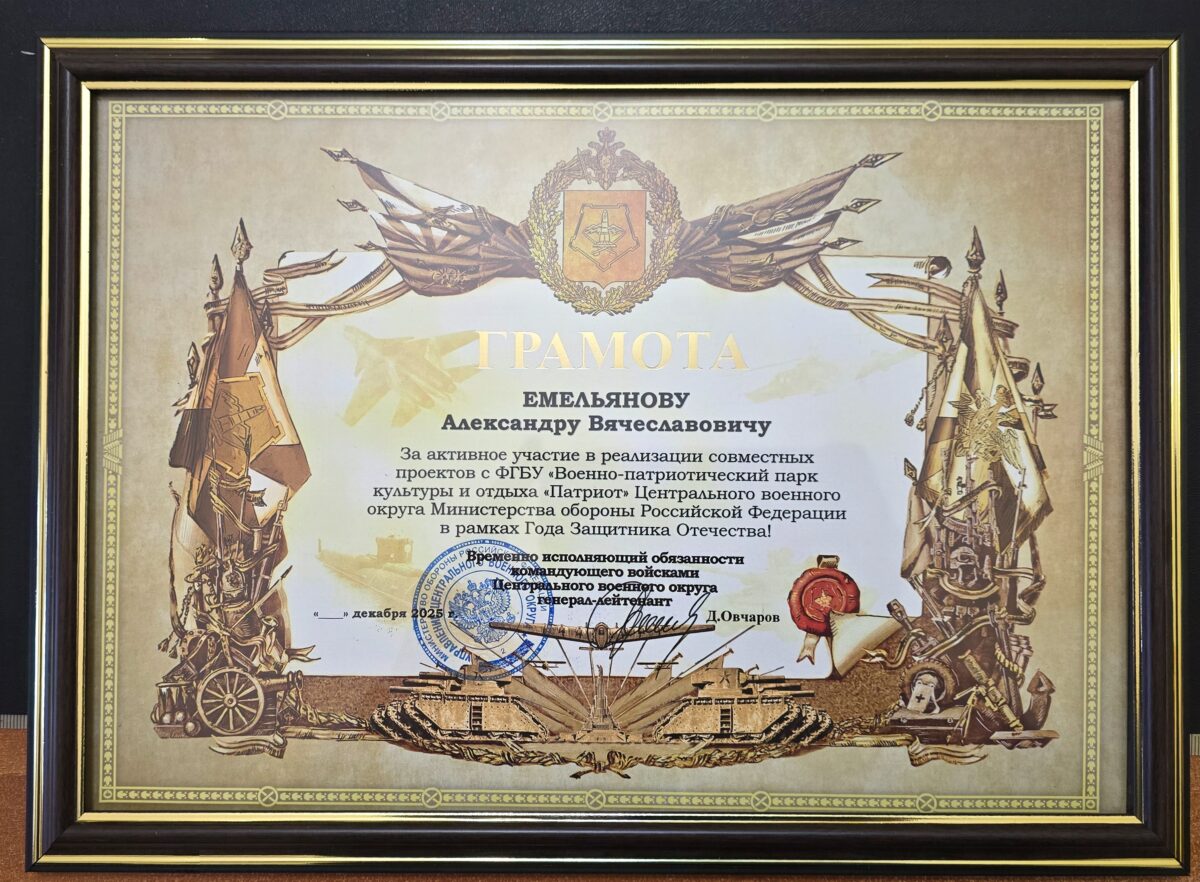 ГРАМОТА
ЕМЕЛЬЯНОВУ
Александру Вячеславовичу
За активное участие в реализации совместных
проектов с ФГБУ «Военно-патриотический парк
культуры и отдыха «Патриот» Центрального военного
округа Министерства обороны Российской Федерации
в рамках Года Защитника Отечества!
Временно исполняющий обязанности
командующего войсками
Центрального военного округа
генерал-лейтенант
«___» декабря 2025 г.
Д.Овчаров